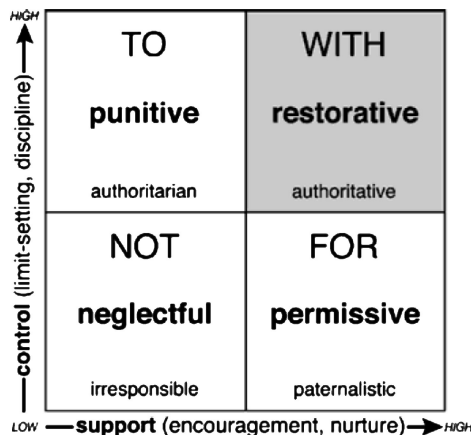 HIGH
control (limit-setting, discipline)
TO
punitive
authoritarian
WITH
restorative
authoritative
NOT
neglectful
irresponsible
FOR
permissive
paternalistic
LOW
support (encouragement, nurture)
HIGH